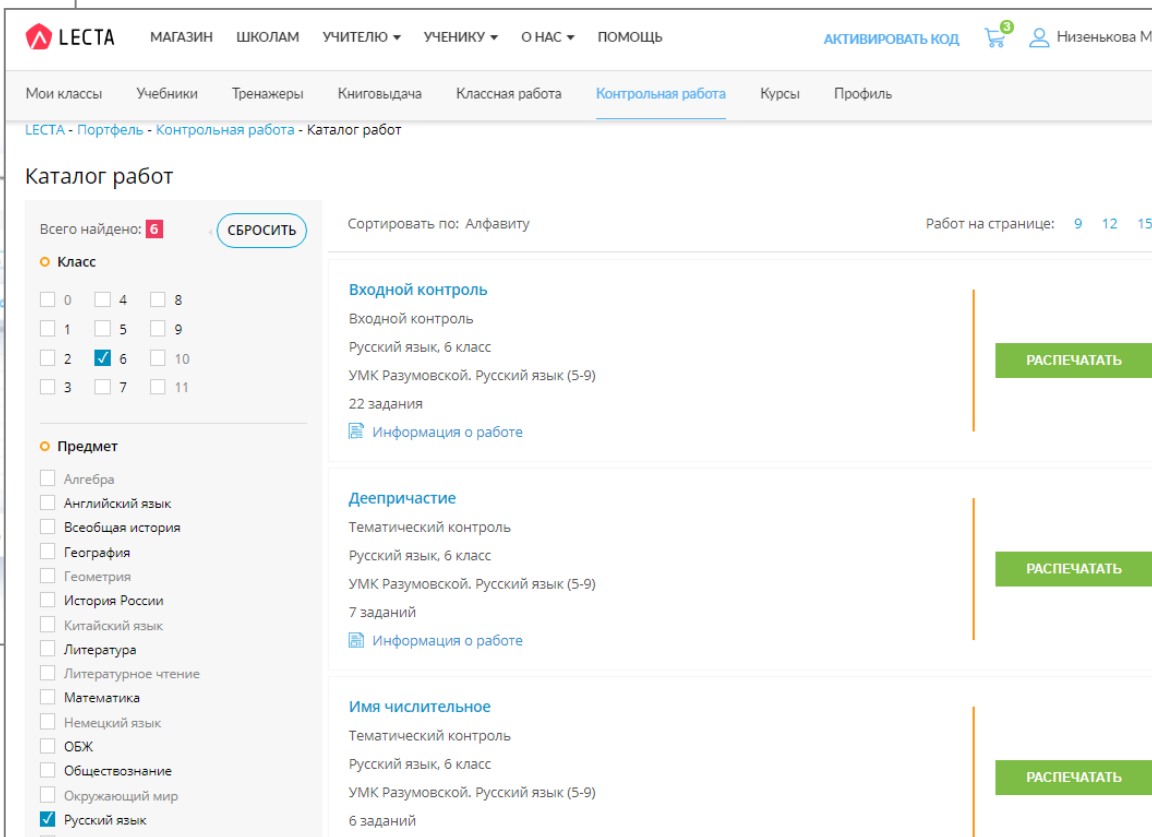 LECTA МАГАЗИН ШКОЛАМ УЧИТЕЛЮ УЧЕНИКУ О НАС ПОМОЩЬ АКТИВИРОВАТЬ КОД 3 Низенькова М
Мои классы Учебники Тренажеры Книговыдача Классная работа Контрольная работа Курсы Профиль
LECTA - Портфель - Контрольная работа - Каталог работ
Каталог работ
Всего найдено: 6 СБРОСИТЬ
Класс
0 4 8
1 5 9
2 6 10
3 7 11
Предмет
Алгебра
Английский язык
Всеобщая история
География
Геометрия
История России
Китайский язык
Литература
Литературное чтение
Математика
Немецкий язык
ОБЖ
Обществознание
Окружающий мир
Русский язык
Сортировать по: Алфавиту Работ на странице: 9 12 15
Входной контроль
Входной контроль
Русский язык, 6 класс
УМК Разумовской. Русский язык (5-9)
22 задания
Информация о работе
РАСПЕЧАТАТЬ
Деепричастие
Тематический контроль
Русский язык, 6 класс
УМК Разумовской. Русский язык (5-9)
7 заданий
Информация о работе
РАСПЕЧАТАТЬ
Имя числительное
Тематический контроль
Русский язык, 6 класс
УМК Разумовской. Русский язык (5-9)
6 заданий
РАСПЕЧАТАТЬ